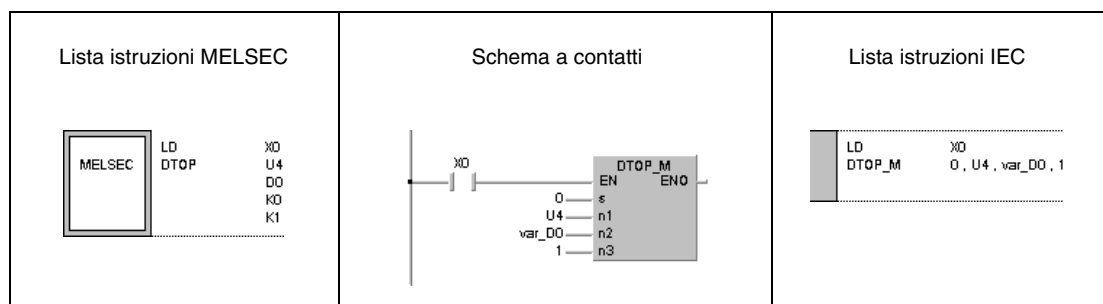 Lista istruzioni MELSEC
MELSEC
LD X0
DTOP U4
D0
K0
K1
Schema a contatti
X0
DTOP_M
EN ENO
0 s
U4 n1
var_D0 n2
1 n3
Lista istruzioni IEC
LD X0
DTOP_M 0 , U4 , var_D0 , 1